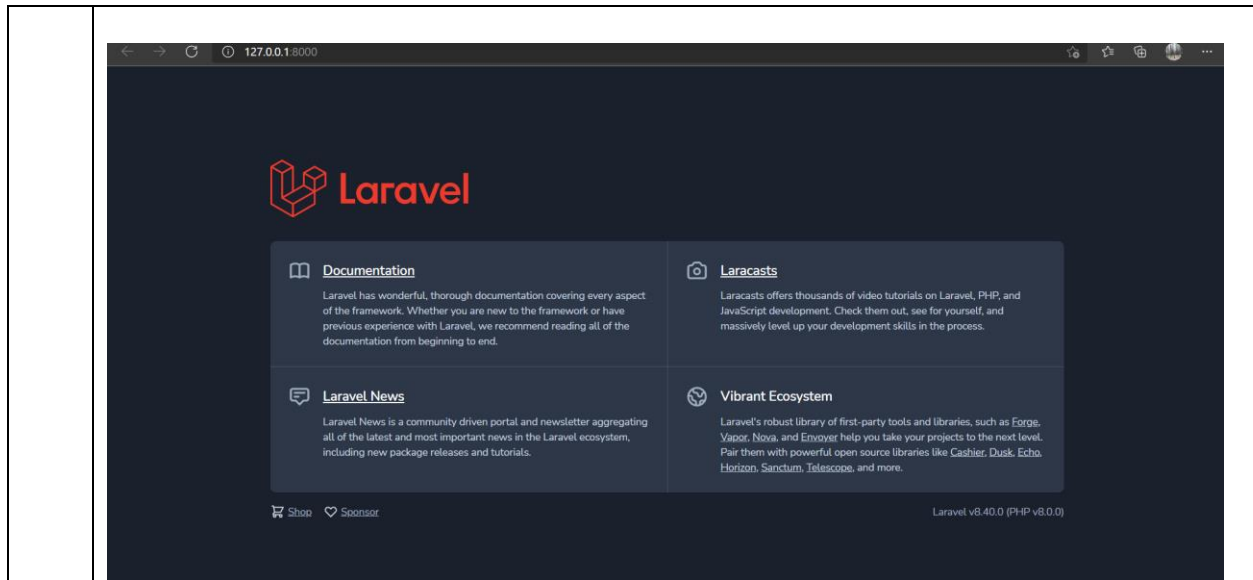 127.0.0.1:8000
Laravel
Documentation
Laravel has wonderful, thorough documentation covering every aspect
of the framework. Whether you are new to the framework or have
previous experience with Laravel, we recommend reading all of the
documentation from beginning to end.
Laracasts
Laracasts offers thousands of video tutorials on Laravel, PHP, and
JavaScript development. Check them out, see for yourself, and
massively level up your development skills in the process.
Laravel News
Laravel News is a community driven portal and newsletter aggregating
all of the latest and most important news in the Laravel ecosystem,
including new package releases and tutorials.
Vibrant Ecosystem
Laravel's robust library of first-party tools and libraries, such as Forge,
Vapor, Nova, and Envoyer help you take your projects to the next level.
Pair them with powerful open source libraries like Cashier, Dusk, Echo,
Horizon, Sanctum, Telescope, and more.
Shop Sponsor
Laravel v8.40.0 (PHP v8.0.0)